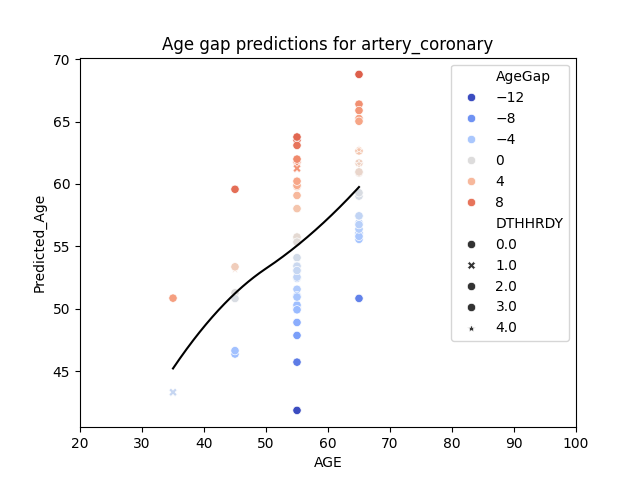 Age gap predictions for artery_coronary
70
65
60
55
50
45
Predicted_Age
20 30 40 50 60 70 80 90 100
AGE
AgeGap
−12
−8
−4
0
4
8
DTHHRDY
0.0
1.0
2.0
3.0
4.0